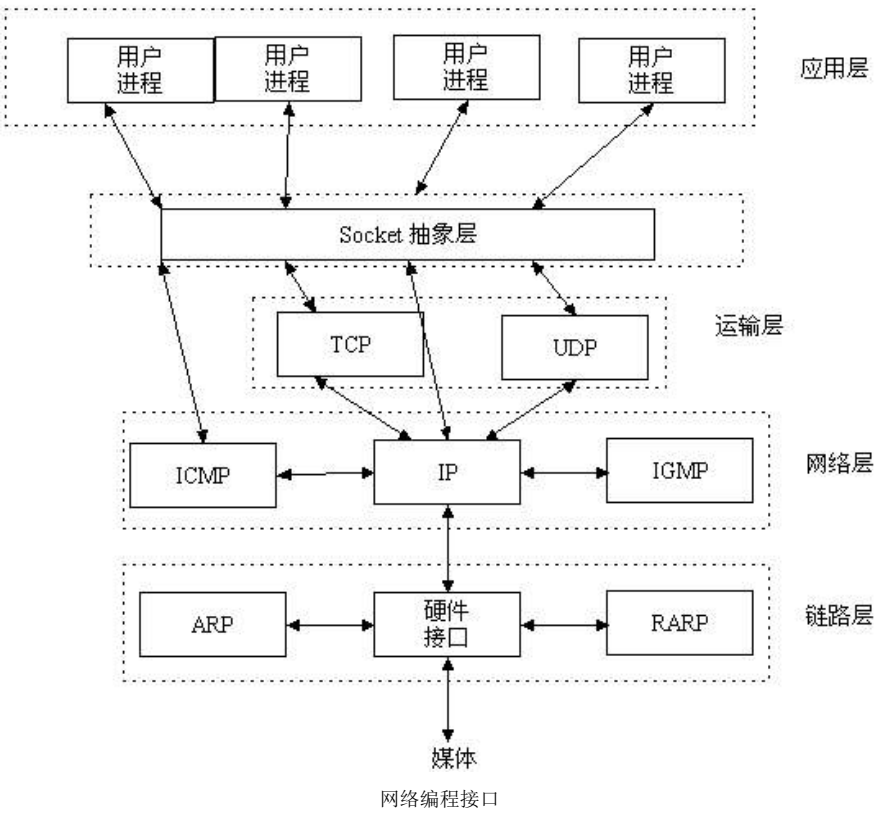 用户
进程
用户
进程
用户
进程
用户
进程
应用层
Socket 抽象层
TCP
UDP
运输层
ICMP
IP
IGMP
网络层
ARP
硬件
接口
RARP
链路层
媒体
网络编程接口